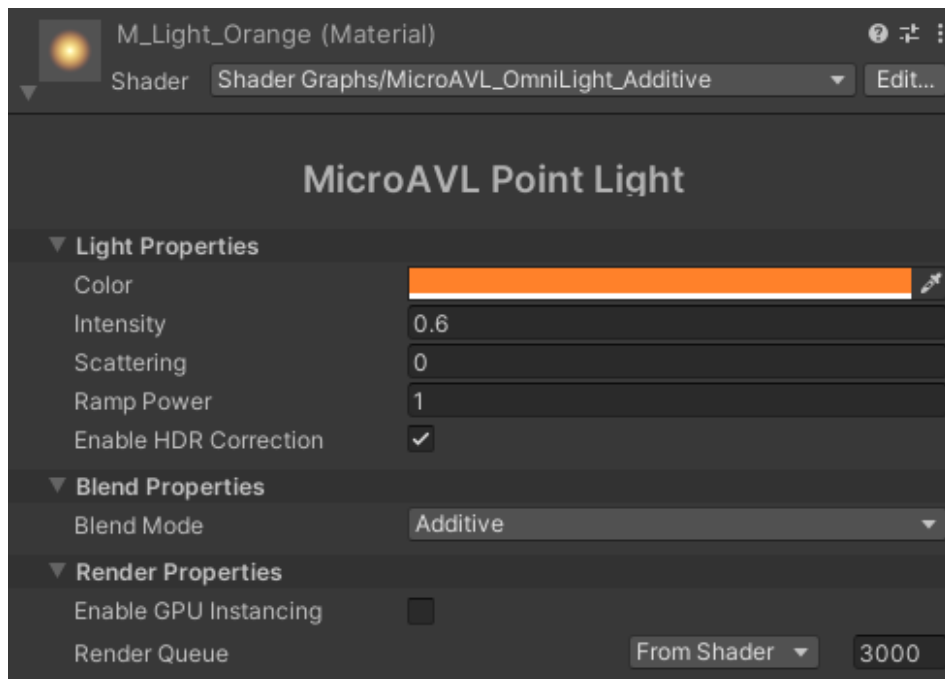 M_Light_Orange (Material)
Shader Shader Graphs/MicroAVL_OmniLight_Additive Edit...
MicroAVL Point Light
Light Properties
Color
Intensity 0.6
Scattering 0
Ramp Power 1
Enable HDR Correction
Blend Properties
Blend Mode Additive
Render Properties
Enable GPU Instancing
Render Queue From Shader 3000